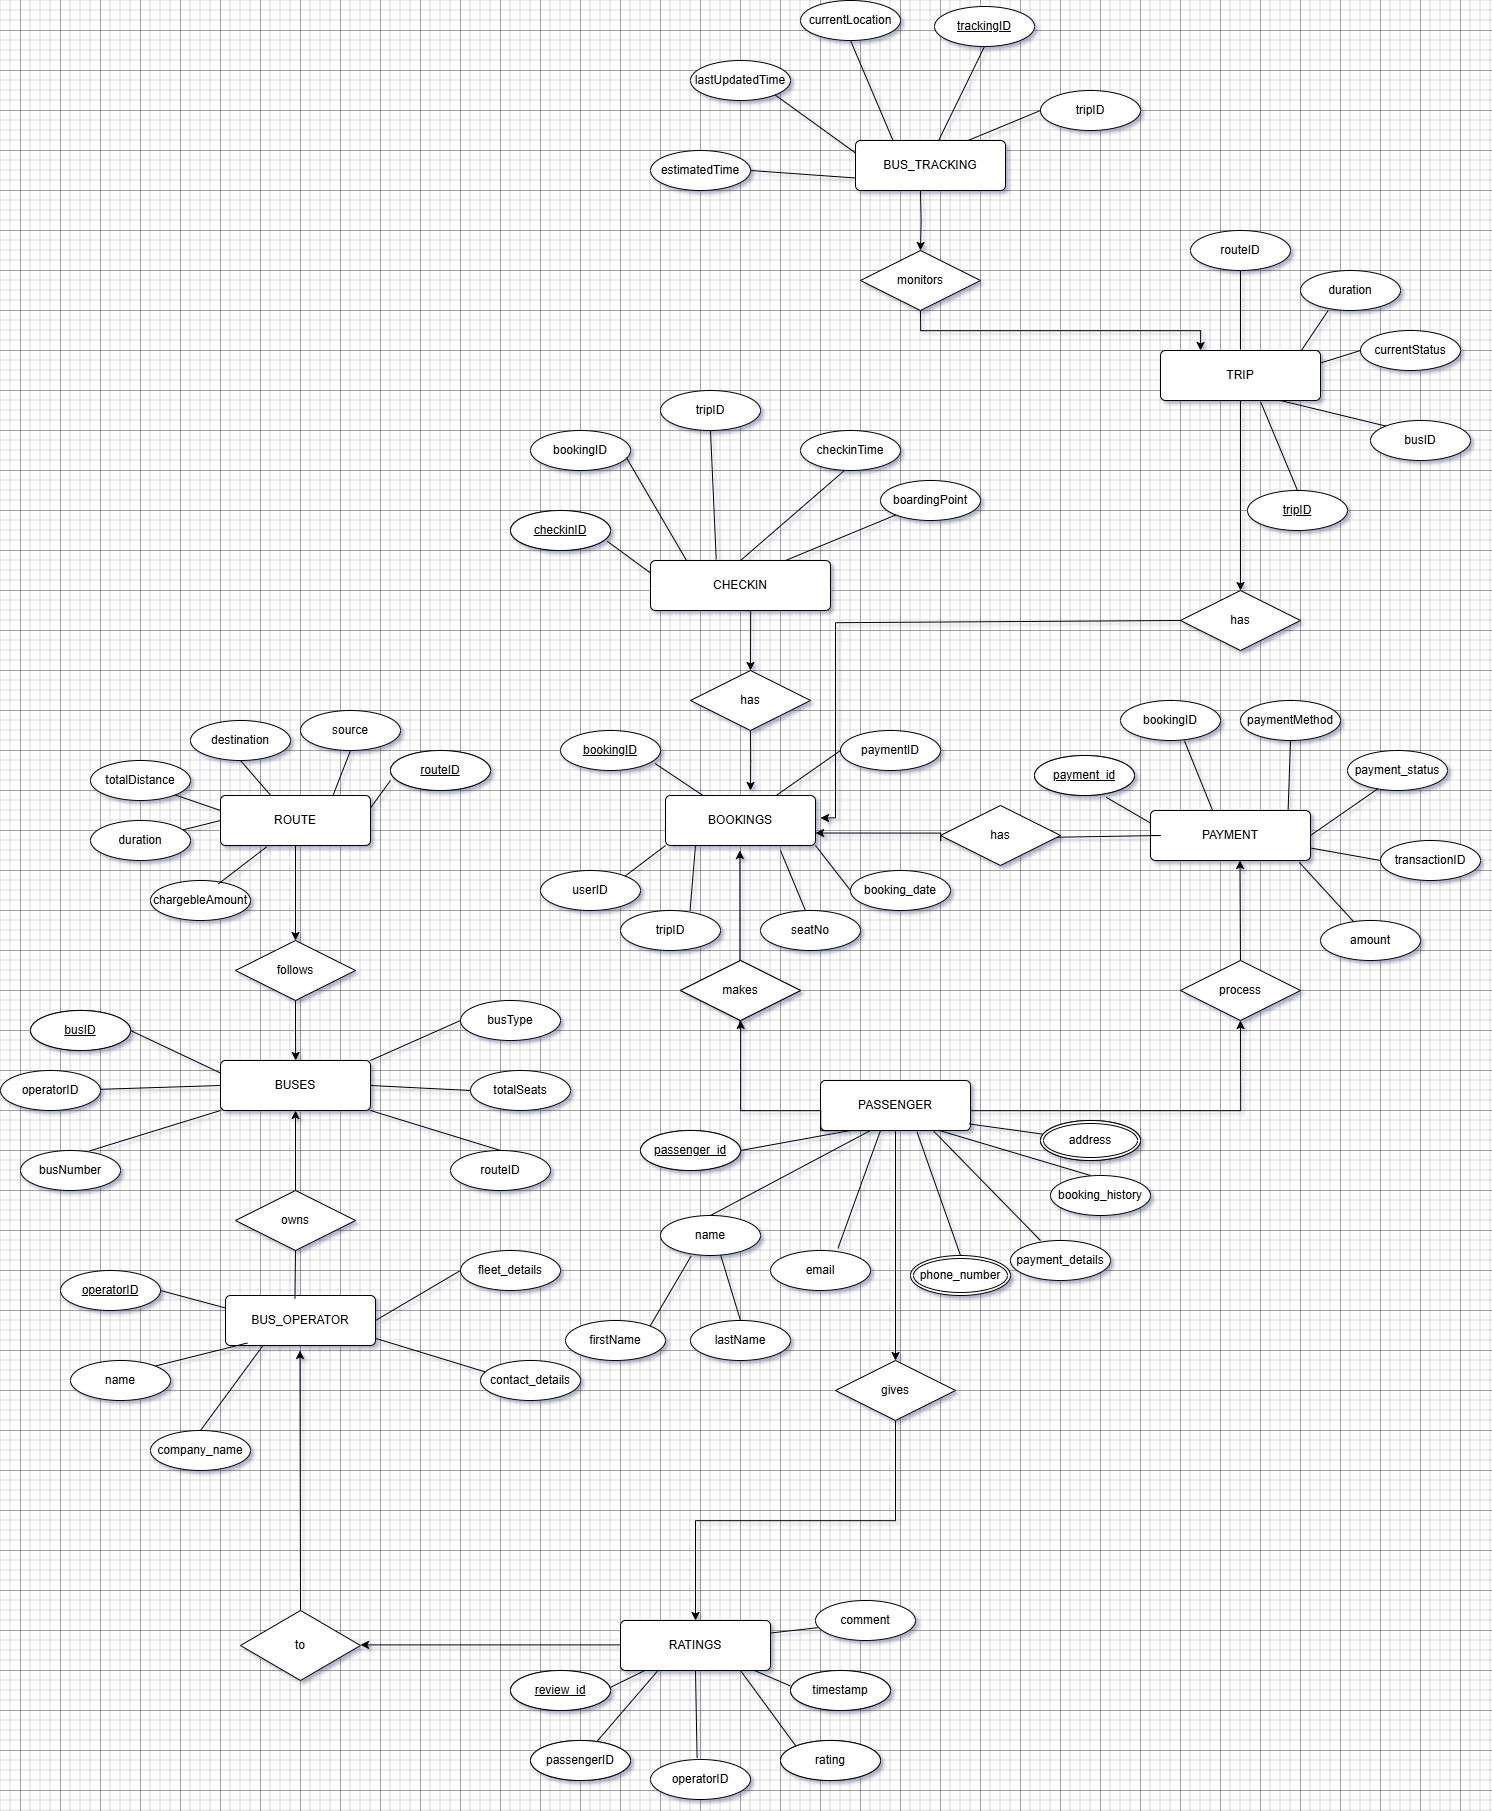 currentLocation
trackingID
lastUpdatedTime
tripID
estimatedTime
BUS_TRACKING
monitors
routeID
duration
currentStatus
TRIP
busID
tripID
has
tripID
bookingID
checkinTime
boardingPoint
checkinID
CHECKIN
has
bookingID
paymentID
BOOKINGS
userID
booking_date
tripID
seatNo
has
bookingID
paymentMethod
payment_id
payment_status
PAYMENT
transactionID
amount
makes
process
destination
source
totalDistance
routeID
ROUTE
duration
chargebleAmount
follows
busID
busType
operatorID
BUSES
totalSeats
busNumber
routeID
owns
operatorID
fleet_details
BUS_OPERATOR
name
contact_details
company_name
PASSENGER
passenger_id
address
booking_history
name
email
phone_number
payment_details
firstName
lastName
gives
to
RATINGS
comment
review_id
timestamp
passengerID
operatorID
rating